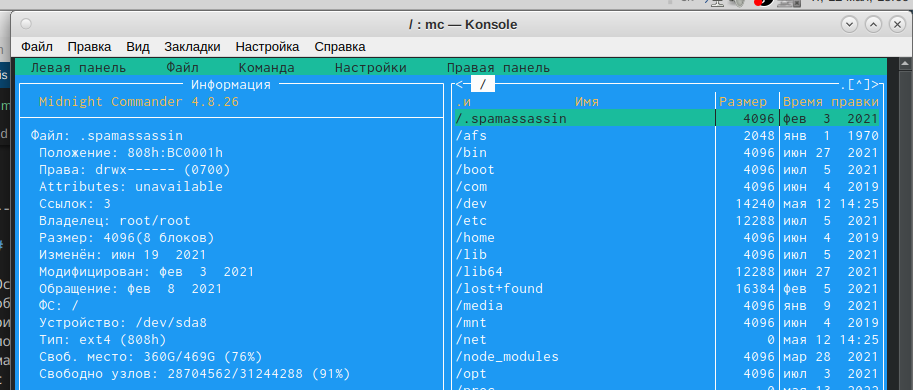 / : mc — Konsole
Файл Правка Вид Закладки Настройка Справка
Левая панель Файл Команда Настройки Правая панель
Информация
Midnight Commander 4.8.26
Файл: .spamassassin
Положение: 808h:BC0001h
Права: drwx------ (0700)
Attributes: unavailable
Ссылок: 3
Владелец: root/root
Размер: 4096(8 блоков)
Изменён: июн 19 2021
Модифицирован: фев 3 2021
Обращение: фев 8 2021
ФС: /
Устройство: /dev/sda8
Тип: ext4 (808h)
Своб. место: 360G/469G (76%)
Свободно узлов: 28704562/31244288 (91%)
< / .[^]>
.и Имя Размер Время правки
/.spamassassin 4096 фев 3 2021
/afs 2048 янв 1 1970
/bin 4096 июн 27 2021
/boot 4096 июл 5 2021
/com 4096 июн 4 2019
/dev 14240 мая 12 14:25
/etc 12288 июл 5 2021
/home 4096 июн 4 2019
/lib 4096 июл 5 2021
/lib64 12288 июн 27 2021
/lost+found 16384 фев 5 2021
/media 4096 янв 9 2021
/mnt 4096 июн 4 2019
/net 0 мая 12 14:25
/node_modules 4096 мар 28 2021
/opt 4096 июл 3 2021